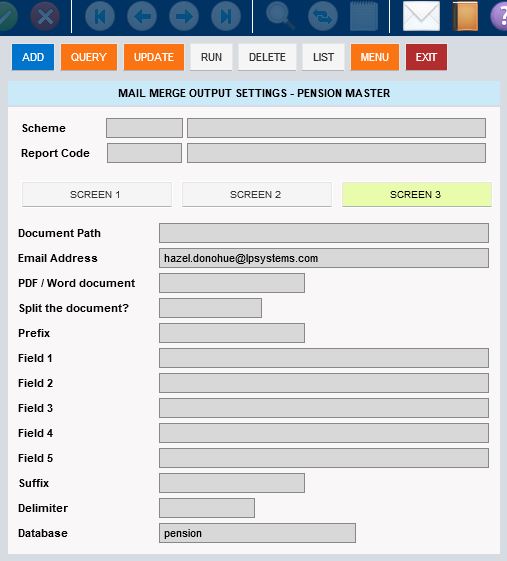 ADD QUERY UPDATE RUN DELETE LIST MENU EXIT
MAIL MERGE OUTPUT SETTINGS - PENSION MASTER
Scheme
Report Code
SCREEN 1 SCREEN 2 SCREEN 3
Document Path
Email Address hazel.donohue@lpsystems.com
PDF / Word document
Split the document?
Prefix
Field 1
Field 2
Field 3
Field 4
Field 5
Suffix
Delimiter
Database pension